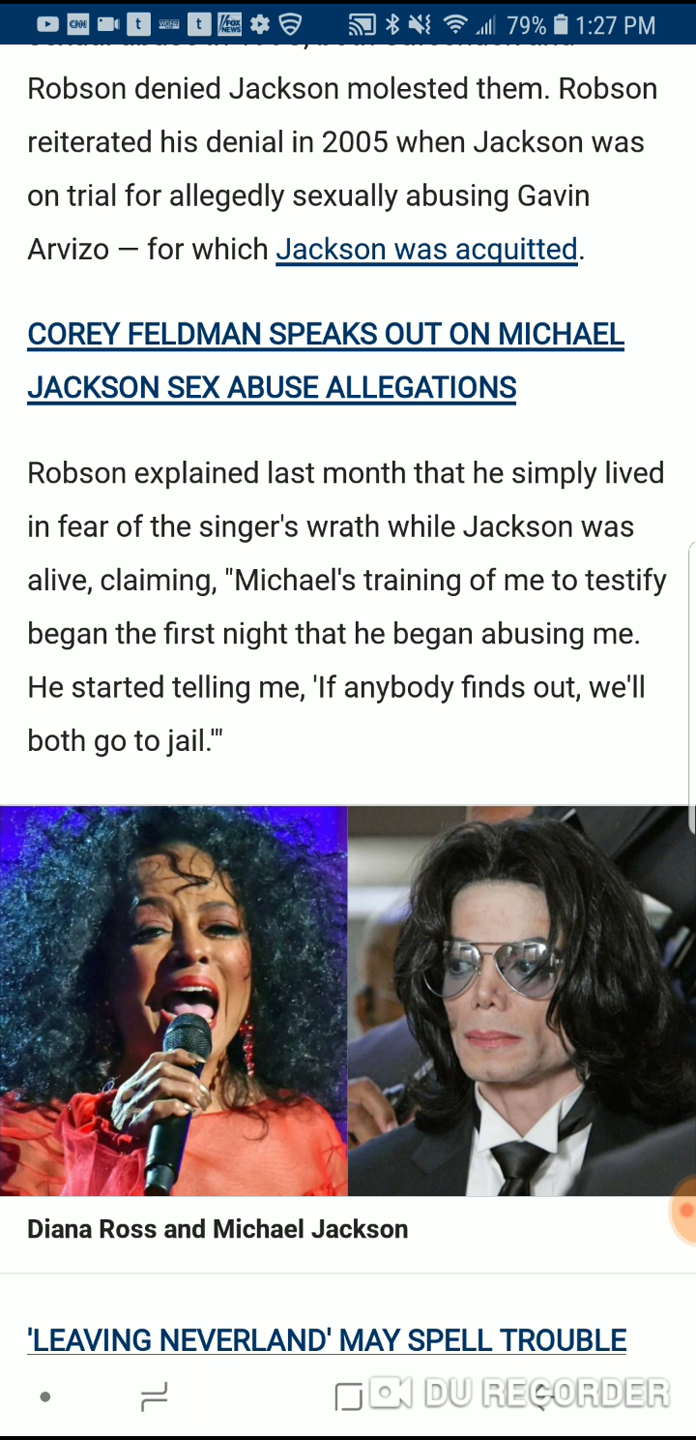 79% 1:27 PM
Robson denied Jackson molested them. Robson
reiterated his denial in 2005 when Jackson was
on trial for allegedly sexually abusing Gavin
Arvizo — for which Jackson was acquitted.
COREY FELDMAN SPEAKS OUT ON MICHAEL
JACKSON SEX ABUSE ALLEGATIONS
Robson explained last month that he simply lived
in fear of the singer's wrath while Jackson was
alive, claiming, "Michael's training of me to testify
began the first night that he began abusing me.
He started telling me, 'If anybody finds out, we'll
both go to jail.'"
Diana Ross and Michael Jackson
'LEAVING NEVERLAND' MAY SPELL TROUBLE
DU RECORDER